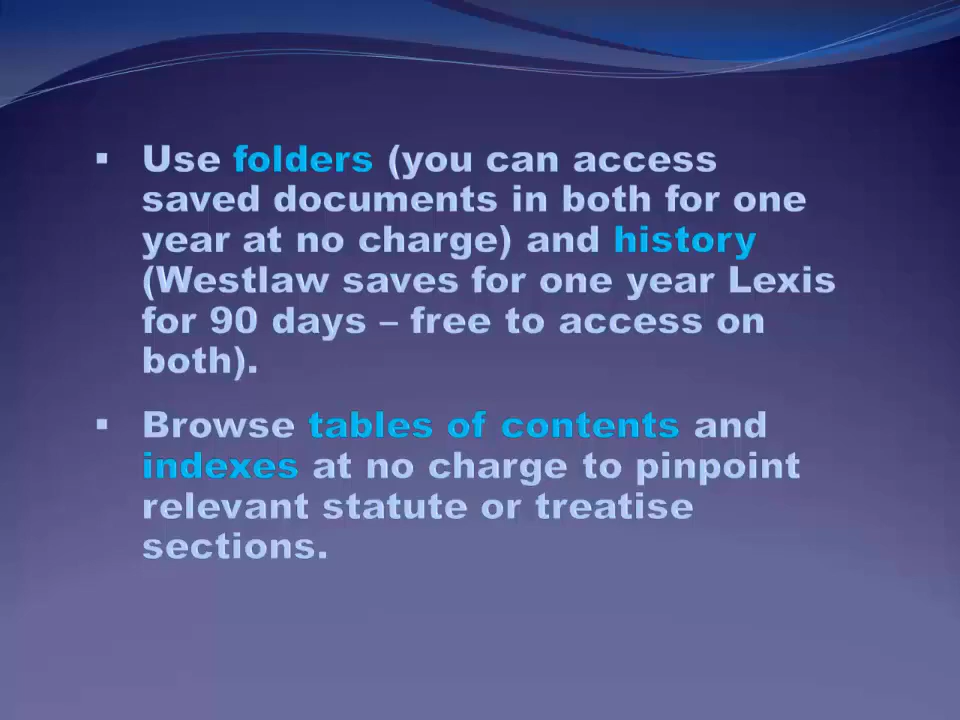 ▪ Use folders (you can access
saved documents in both for one
year at no charge) and history
(Westlaw saves for one year Lexis
for 90 days – free to access on
both).
▪ Browse tables of contents and
indexes at no charge to pinpoint
relevant statute or treatise
sections.